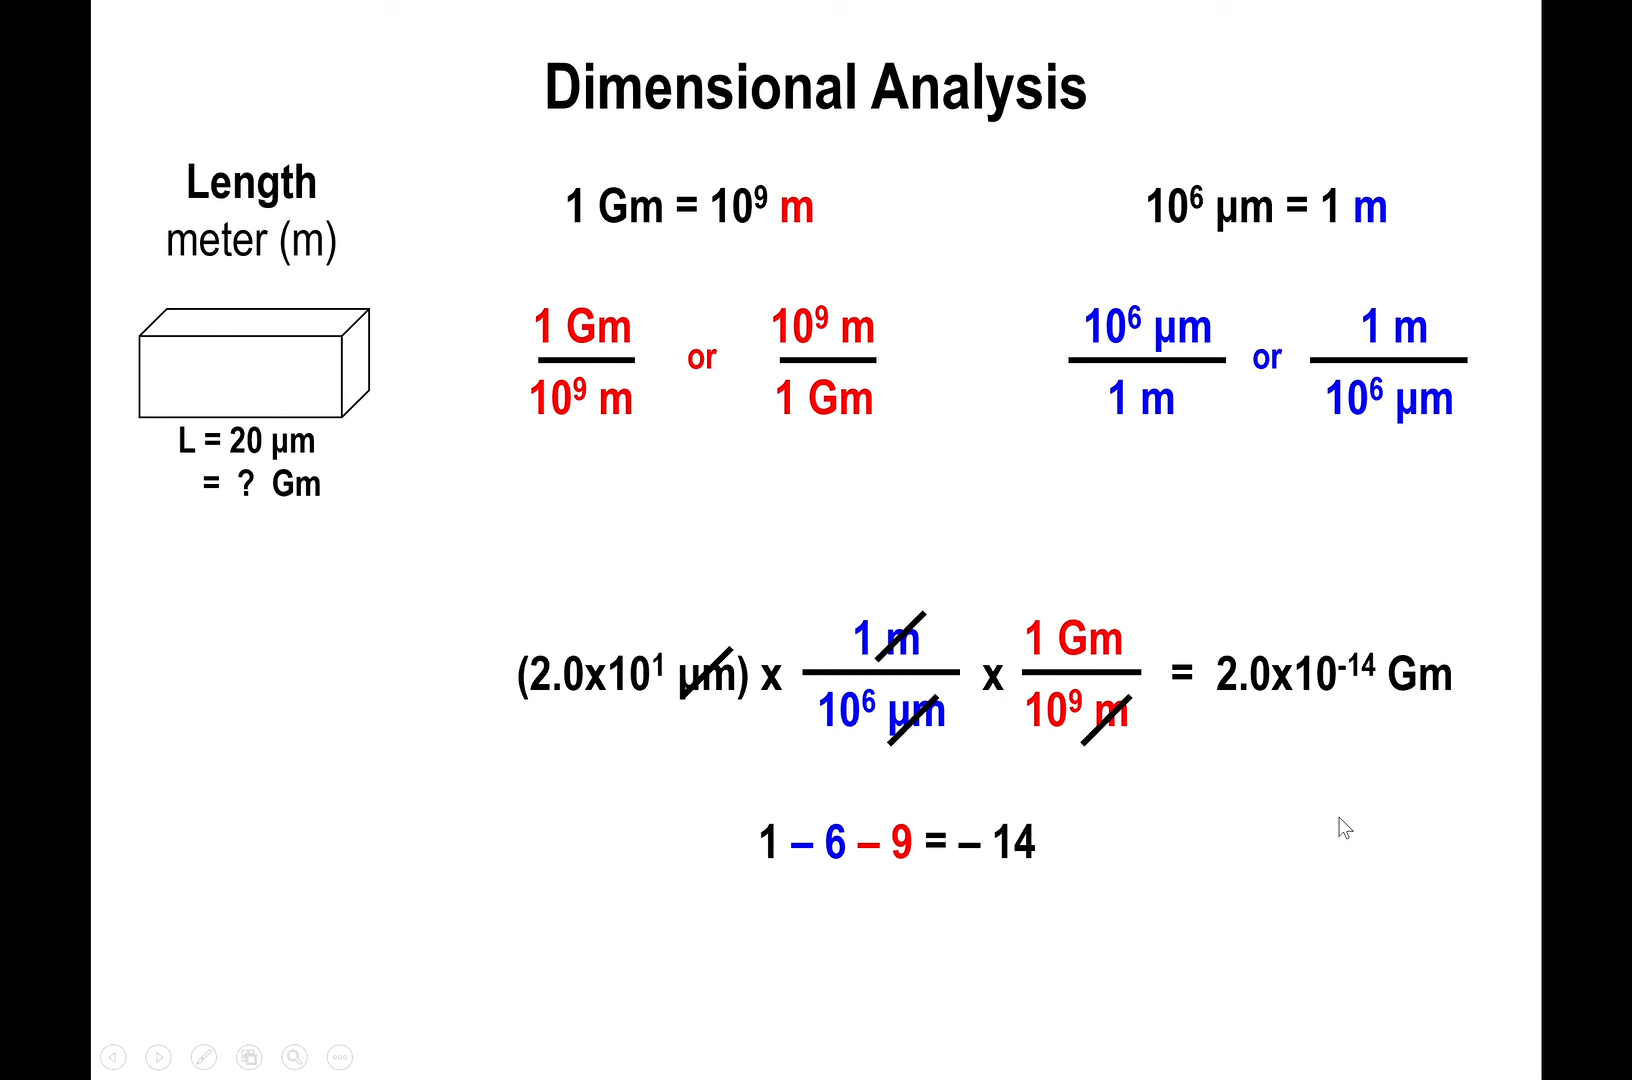 Dimensional Analysis
Length
meter (m)
L = 20 µm
= ? Gm
1 Gm = 10⁹ m
1 Gm
10⁹ m
or
10⁹ m
1 Gm
10⁶ µm = 1 m
10⁶ µm
1 m
or
1 m
10⁶ µm
(2.0x10¹ µm) x 1 m / 10⁶ µm x 1 Gm / 10⁹ m = 2.0x10⁻¹⁴ Gm
1 – 6 – 9 = – 14